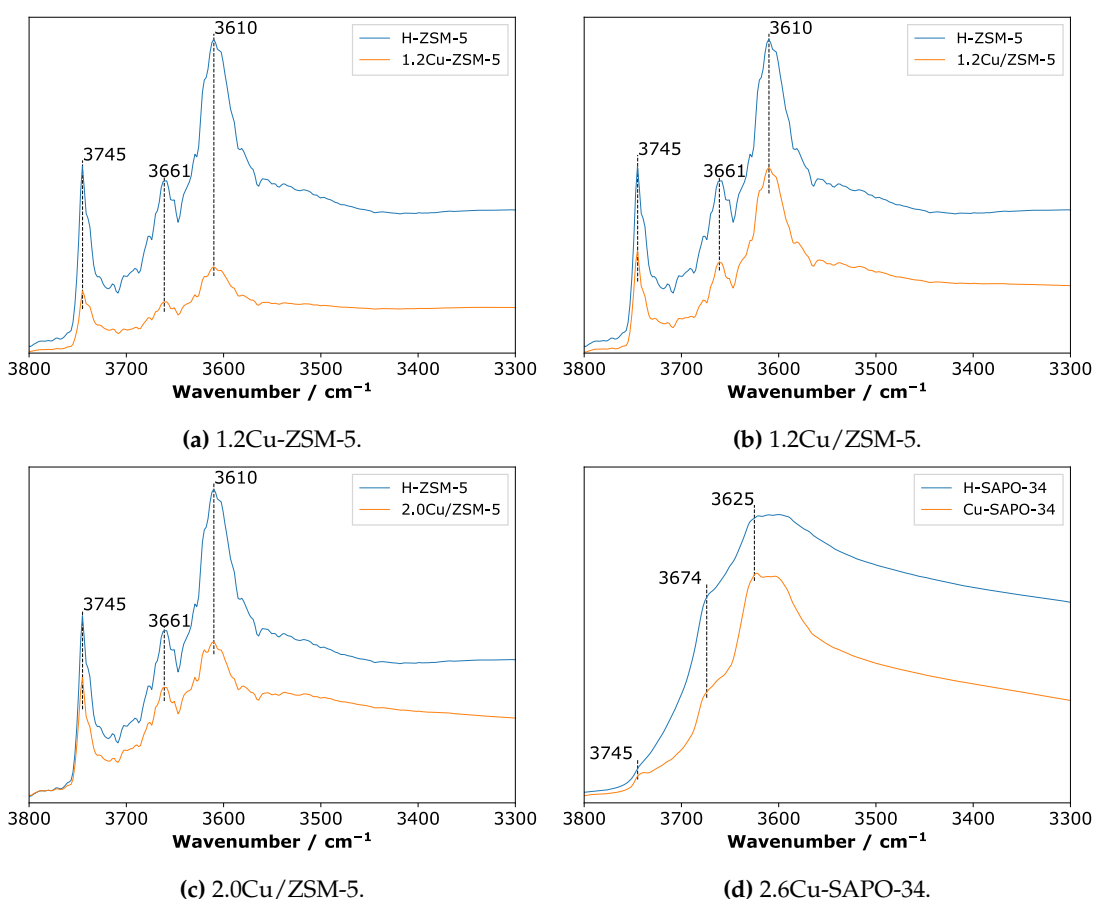 3610
H-ZSM-5
1.2Cu-ZSM-5
3745
3661
3800 3700 3600 3500 3400 3300
Wavenumber / cm⁻¹
(a) 1.2Cu-ZSM-5.
3610
H-ZSM-5
1.2Cu/ZSM-5
3745
3661
3800 3700 3600 3500 3400 3300
Wavenumber / cm⁻¹
(b) 1.2Cu/ZSM-5.
3610
H-ZSM-5
2.0Cu/ZSM-5
3745
3661
3800 3700 3600 3500 3400 3300
Wavenumber / cm⁻¹
(c) 2.0Cu/ZSM-5.
H-SAPO-34
Cu-SAPO-34
3625
3674
3745
3800 3700 3600 3500 3400 3300
Wavenumber / cm⁻¹
(d) 2.6Cu-SAPO-34.